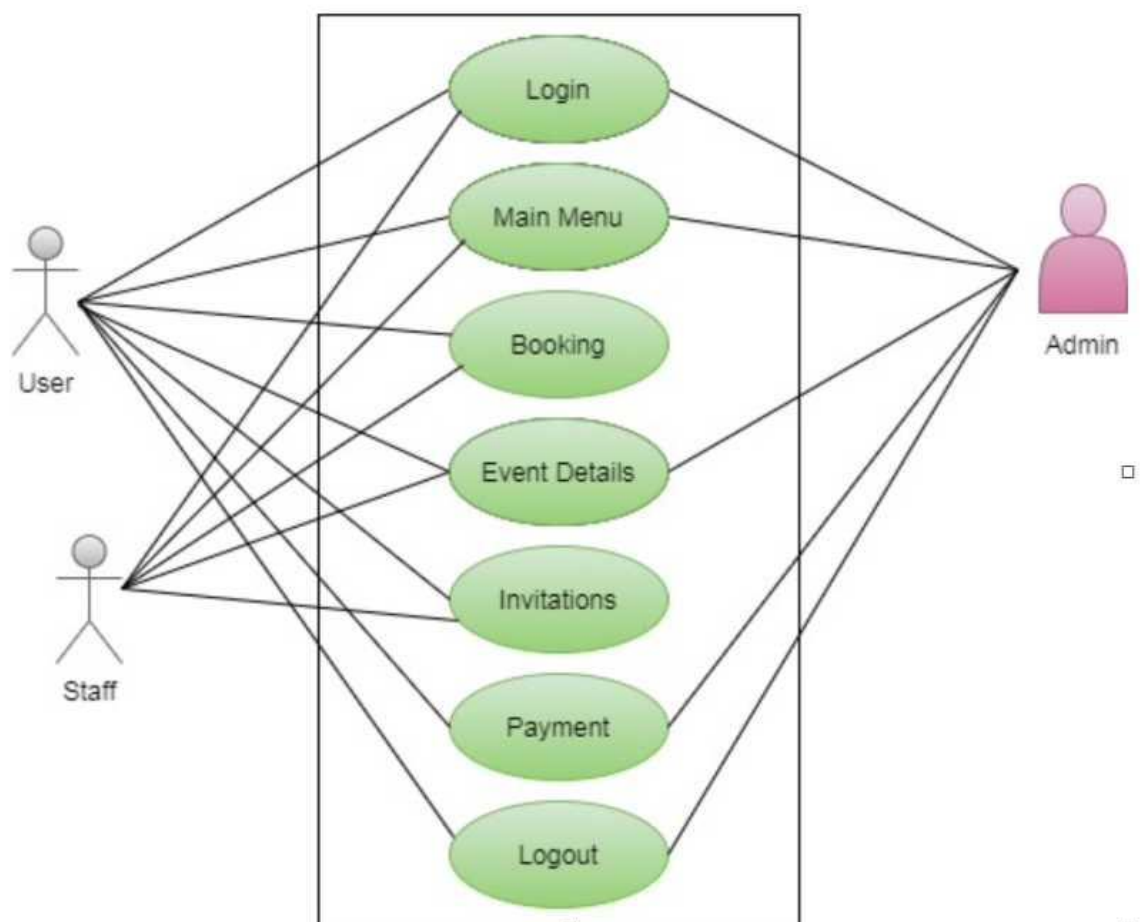 Login
Main Menu
Booking
User
Admin
Event Details
Invitations
Staff
Payment
Logout